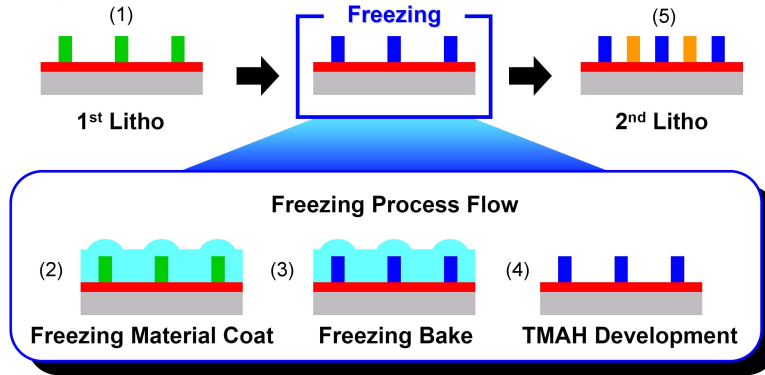 (1)
Freezing
(5)
1st Litho
2nd Litho
Freezing Process Flow
(2)
(3)
(4)
Freezing Material Coat
Freezing Bake
TMAH Development